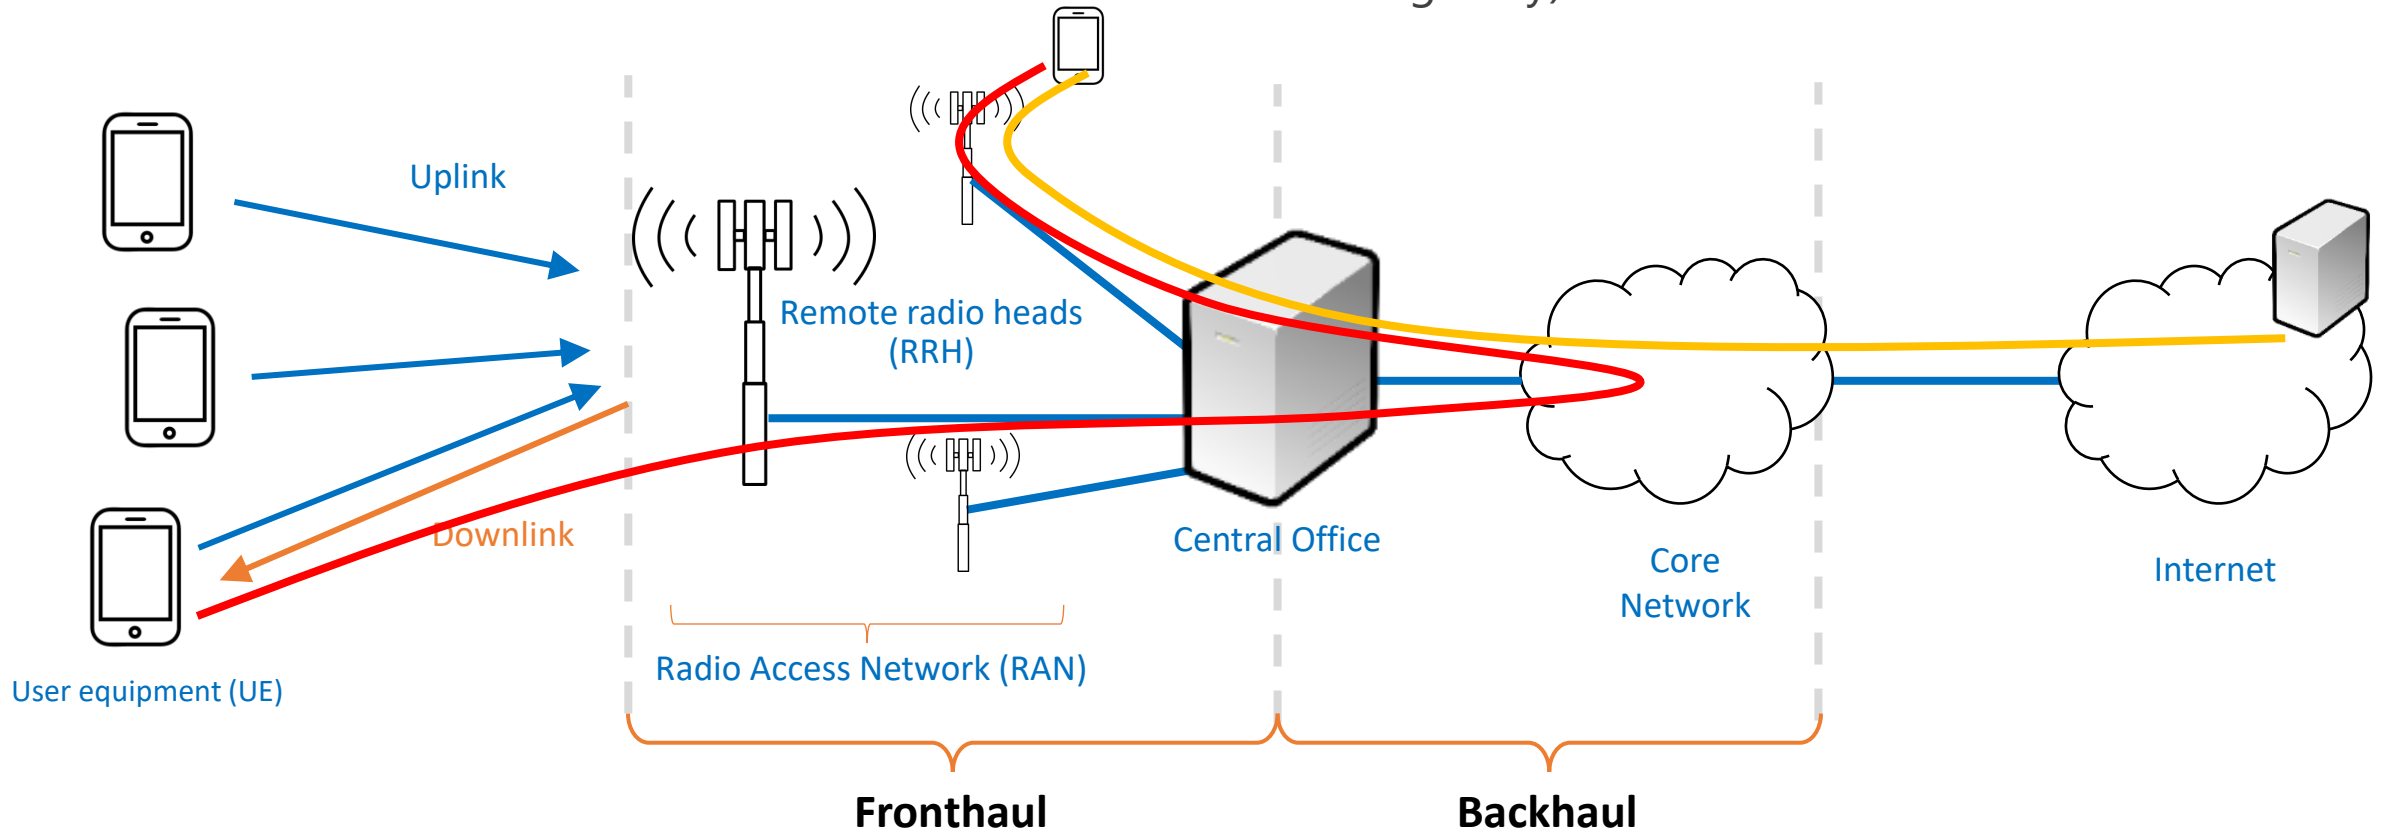 Uplink
Remote radio heads
(RRH)
Downlink
Central Office
Core
Network
Internet
Radio Access Network (RAN)
User equipment (UE)
Fronthaul
Backhaul